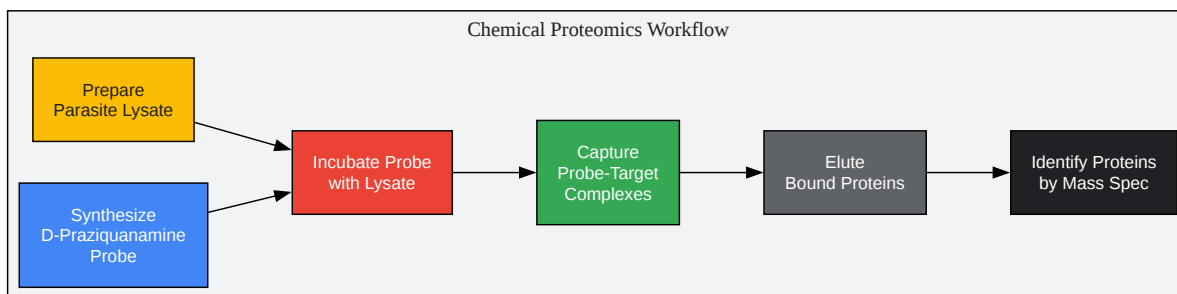 Chemical Proteomics Workflow
Prepare
Parasite Lysate
Synthesize
D-Praziquanamine
Probe
Incubate Probe
with Lysate
Capture
Probe-Target
Complexes
Elute
Bound Proteins
Identify Proteins
by Mass Spec